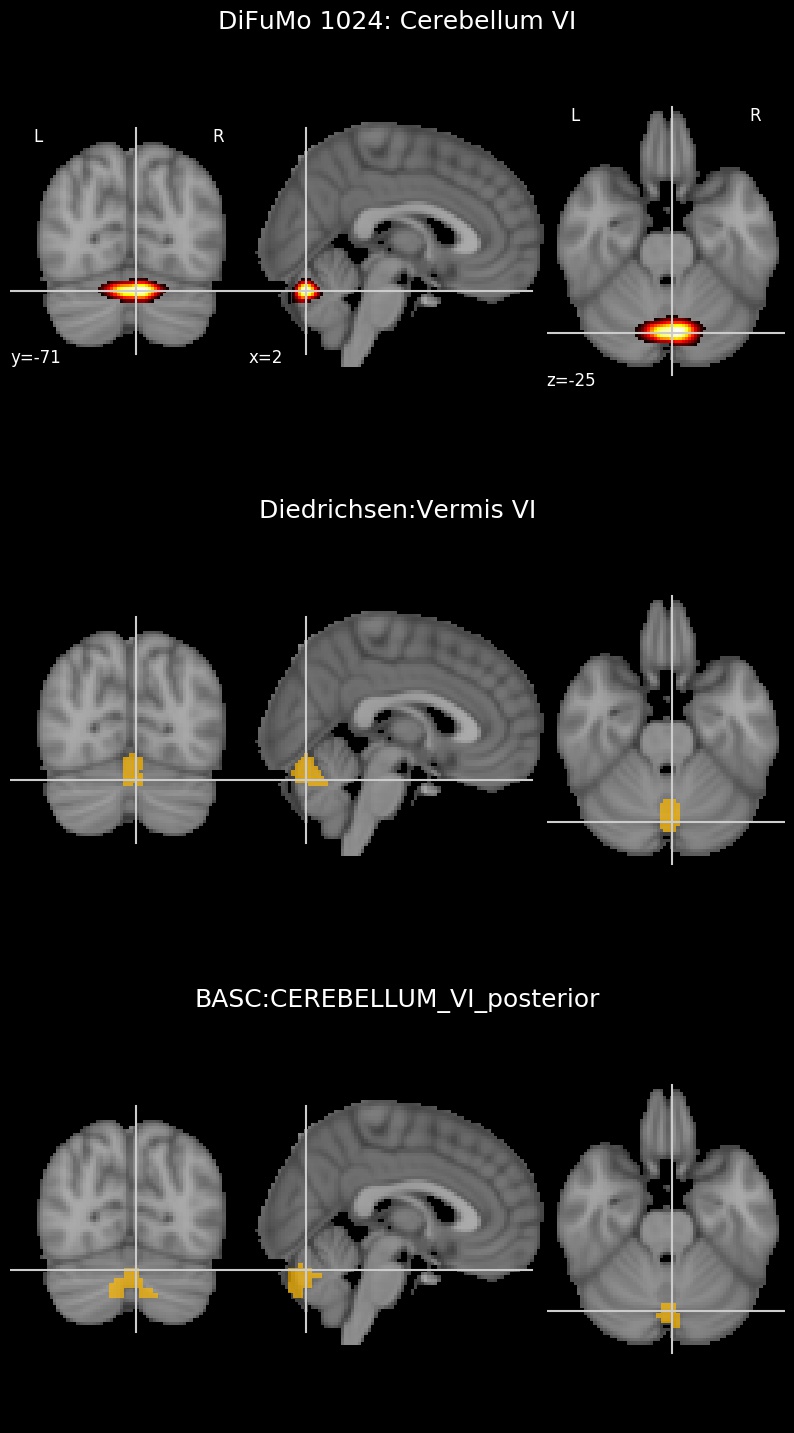 DiFuMo 1024: Cerebellum VI
L R L R
y=-71 x=2 z=-25
Diedrichsen:Vermis VI
BASC:CEREBELLUM_VI_posterior